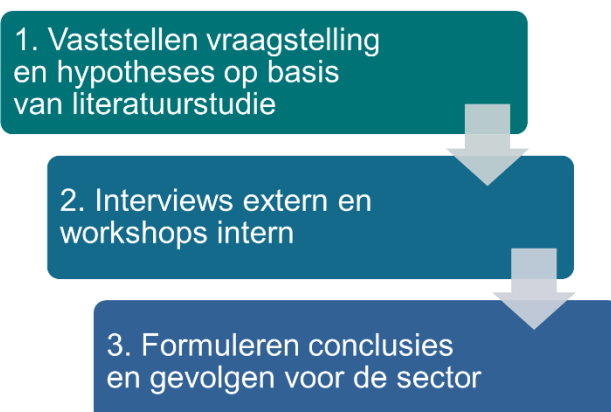 1. Vaststellen vraagstelling
en hypotheses op basis
van literatuurstudie
2. Interviews extern en
workshops intern
3. Formuleren conclusies
en gevolgen voor de sector